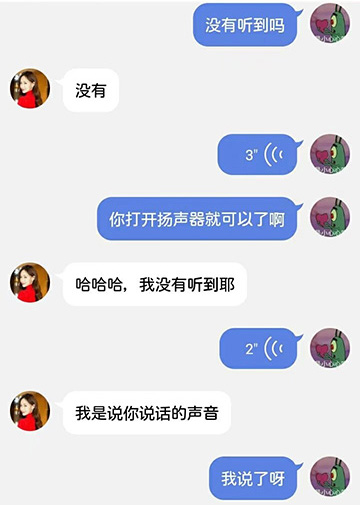 没有听到吗
没有
3"
你打开扬声器就可以了啊
哈哈哈，我没有听到耶
2"
我是说你说话的声音
我说了呀